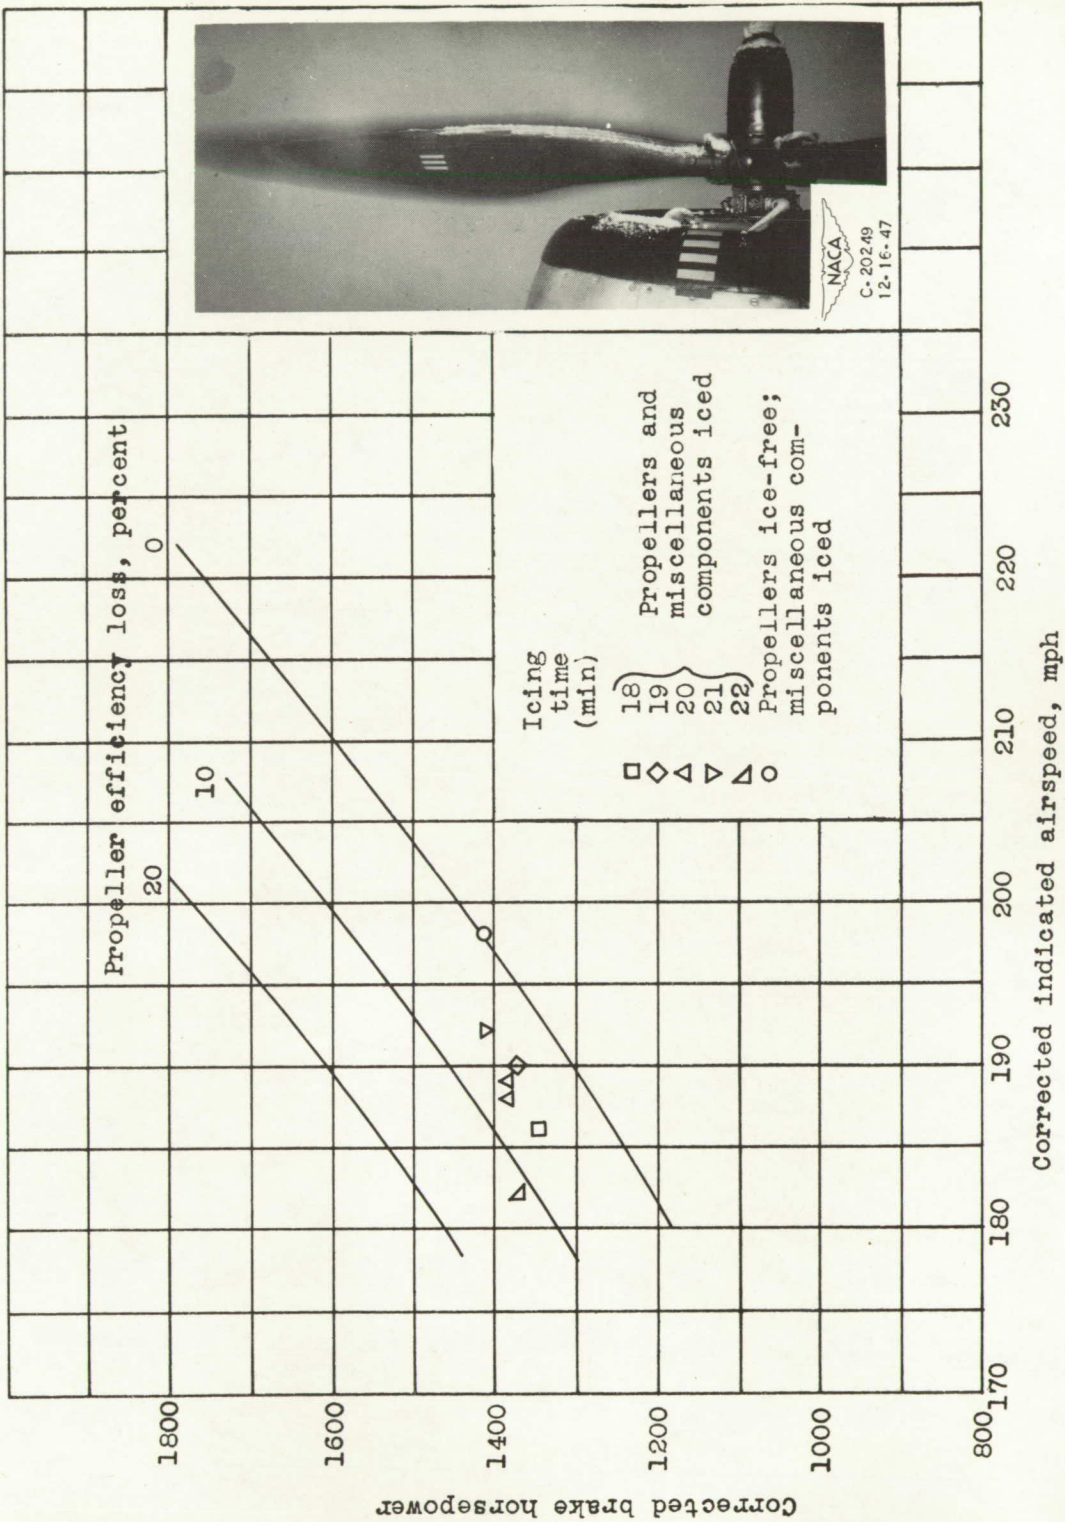 Propeller efficiency loss, percent
0
10
20
NACA
C-20249
12-16-47
Icing
time
(min)
18
19
20
21
22
Propellers and
miscellaneous
components iced
Propellers ice-free;
miscellaneous com-
ponents iced
1800
1600
1400
1200
1000
800
Corrected brake horsepower
170
180
190
200
210
220
230
Corrected indicated airspeed, mph